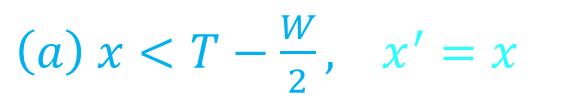 (a) x < T − W/2, x′ = x